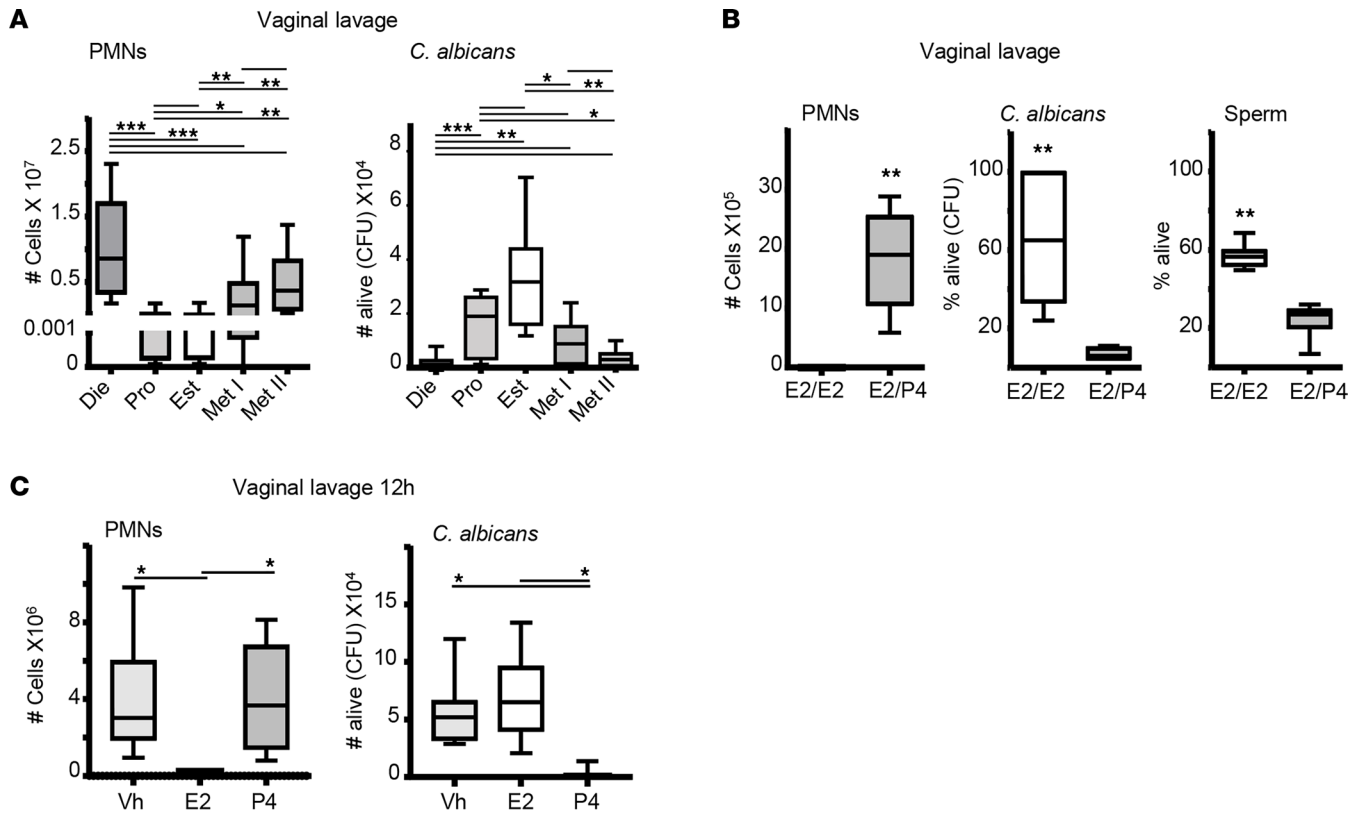 A
Vaginal lavage
PMNs
# Cells X 10⁷
2.5
1.5
0.5
0.001
0
** 
**
*
**
***
***
Die
Pro
Est
Met I
Met II
C. albicans
# alive (CFU) X10⁴
8
6
4
2
0
*
**
*
***
**
Die
Pro
Est
Met I
Met II
B
Vaginal lavage
PMNs
# Cells X10⁵
30
20
10
0
**
E2/E2
E2/P4
C. albicans
% alive (CFU)
100
60
20
**
E2/E2
E2/P4
Sperm
% alive
100
60
20
**
E2/E2
E2/P4
C
Vaginal lavage 12h
PMNs
# Cells X10⁶
8
4
0
*
*
Vh
E2
P4
C. albicans
# alive (CFU) X10⁴
15
10
5
0
*
*
Vh
E2
P4